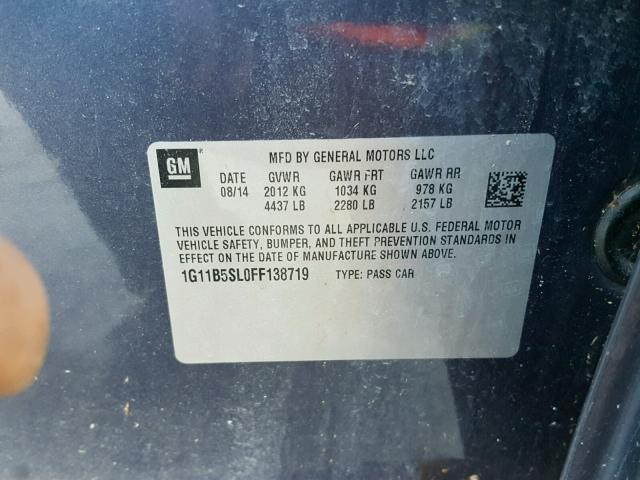 GM
MFD BY GENERAL MOTORS LLC
DATE GVWR GAWR FRT GAWR RR
08/14 2012 KG 1034 KG 978 KG
4437 LB 2280 LB 2157 LB
THIS VEHICLE CONFORMS TO ALL APPLICABLE U.S. FEDERAL MOTOR
VEHICLE SAFETY, BUMPER, AND THEFT PREVENTION STANDARDS IN
EFFECT ON THE DATE OF MANUFACTURE SHOWN ABOVE.
1G11B5SL0FF138719 TYPE: PASS CAR